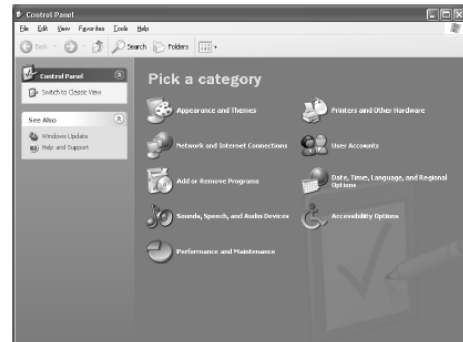 Control Panel
File Edit View Favorites Tools Help
Back Search Folders
Control Panel
Switch to Classic View
See Also
Windows Update
Help and Support
Pick a category
Appearance and Themes
Printers and Other Hardware
Network and Internet Connections
User Accounts
Add or Remove Programs
Date, Time, Language, and Regional
Options
Sounds, Speech, and Audio Devices
Accessibility Options
Performance and Maintenance